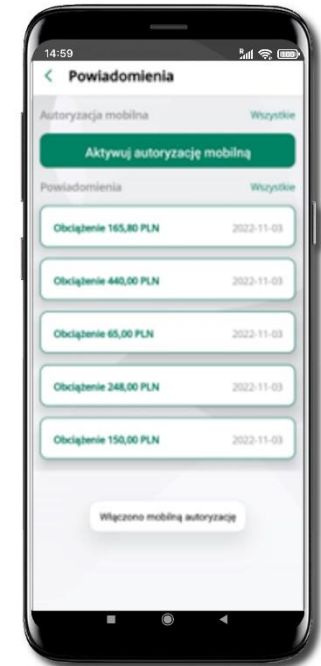 14:59
Powiadomienia
Autoryzacja mobilna Wszystkie
Aktywuj autoryzację mobilną
Powiadomienia Wszystkie
Obciążenie 165,80 PLN 2022-11-03
Obciążenie 440,00 PLN 2022-11-03
Obciążenie 65,00 PLN 2022-11-03
Obciążenie 248,00 PLN 2022-11-03
Obciążenie 150,00 PLN 2022-11-03
Włączono mobilną autoryzację